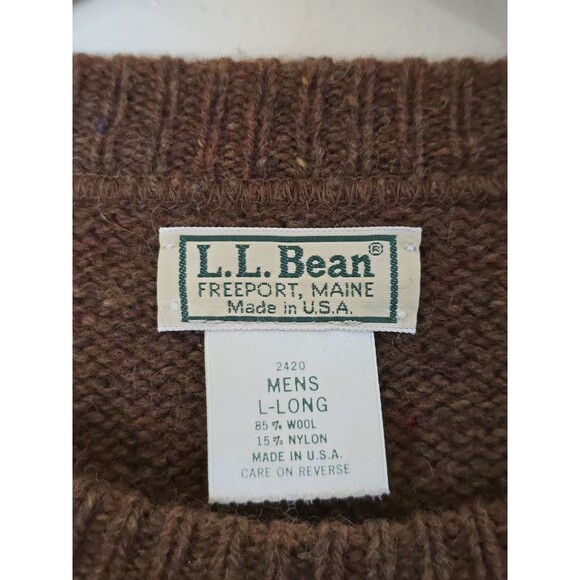 L.L. Bean®
FREEPORT, MAINE
Made in U.S.A.
2420
MENS
L-LONG
85% WOOL
15% NYLON
MADE IN U.S.A.
CARE ON REVERSE